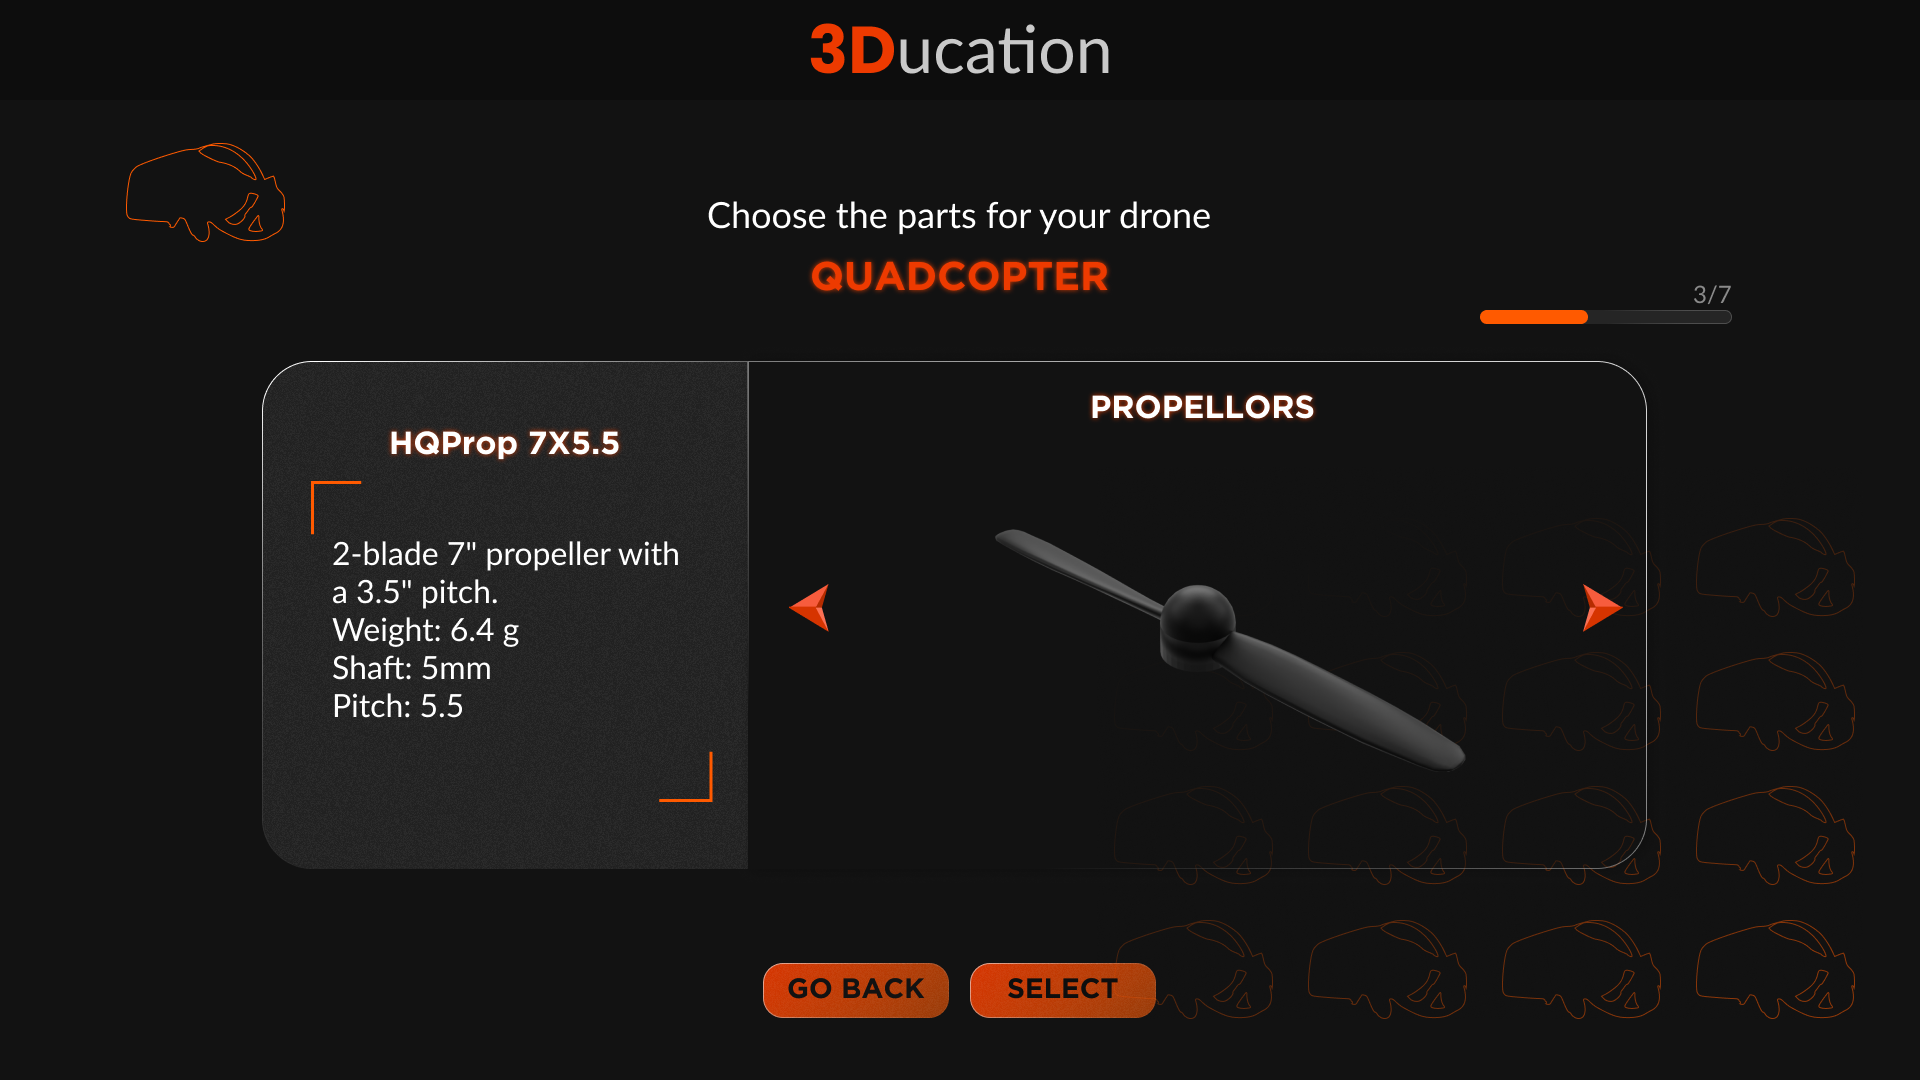 3Ducation
Choose the parts for your drone
QUADCOPTER
3/7
HQProp 7X5.5
2-blade 7" propeller with
a 3.5" pitch.
Weight: 6.4 g
Shaft: 5mm
Pitch: 5.5
PROPELLORS
GO BACK
SELECT